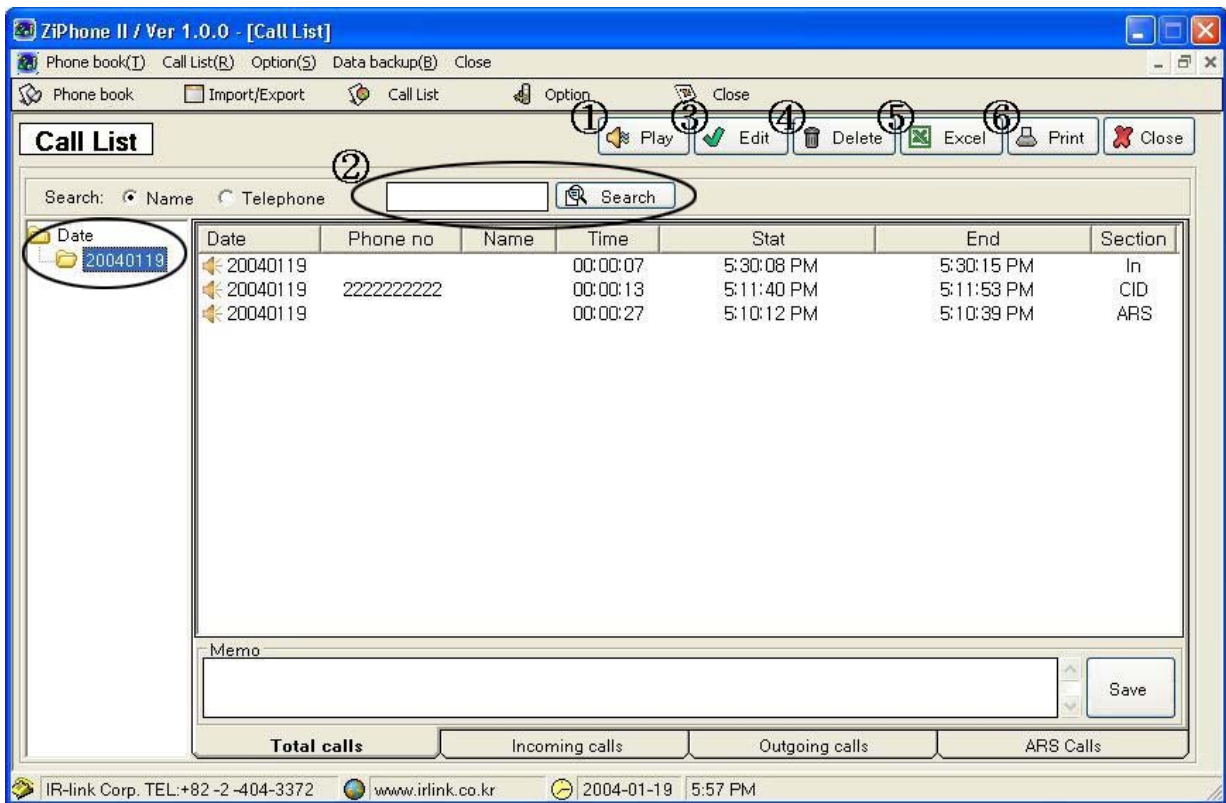 ZiPhone II / Ver 1.0.0 - [Call List]
Phone book(T) Call List(R) Option(S) Data backup(B) Close
Phone book Import/Export Call List Option Close
Call List ① Play ③ Edit ④ Delete ⑤ Excel ⑥ Print Close
②
Search: Name Telephone Search
Date
20040119
Date Phone no Name Time Stat End Section
20040119 00:00:07 5:30:08 PM 5:30:15 PM In
20040119 2222222222 00:00:13 5:11:40 PM 5:11:53 PM CID
20040119 00:00:27 5:10:12 PM 5:10:39 PM ARS
Memo
Save
Total calls Incoming calls Outgoing calls ARS Calls
IR-link Corp. TEL:+82 -2 -404-3372 www.irlink.co.kr 2004-01-19 5:57 PM